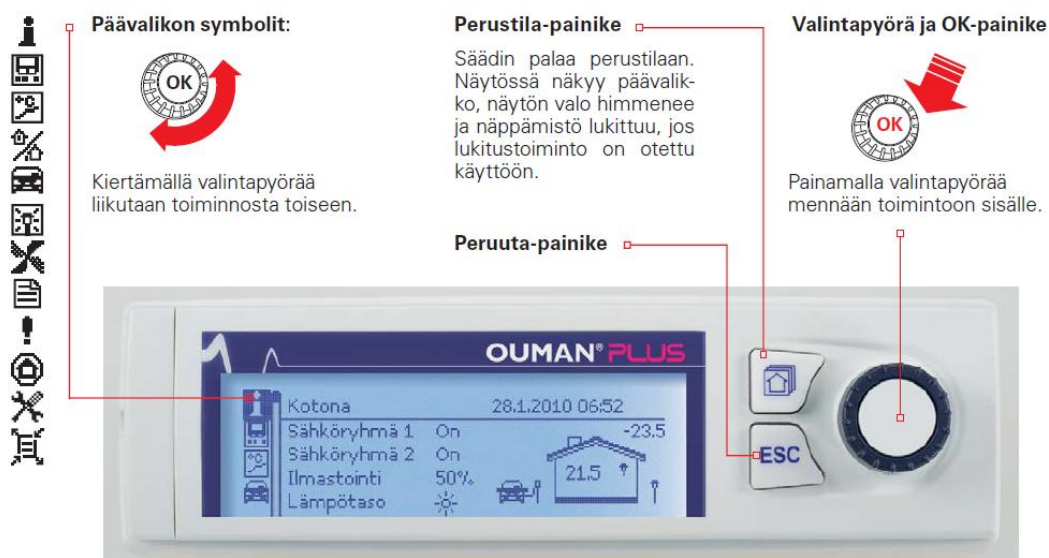 Päävalikon symbolit:
OK
Kiertämällä valintapyörää
liikutaan toiminnosta toiseen.
Perustila-painike
Säädin palaa perustilaan.
Näytössä näkyy päävalik-
ko, näytön valo himmenee
ja näppämistö lukittuu, jos
lukitustoiminto on otettu
käyttöön.
Peruuta-painike
Valintapyörä ja OK-painike
OK
Painamalla valintapyörää
mennään toimintoon sisälle.
OUMAN® PLUS
Kotona 28.1.2010 06:52
Sähköryhmä 1 On -23.5
Sähköryhmä 2 On
Ilmastointi 50% 21.5
Lämpötaso
ESC